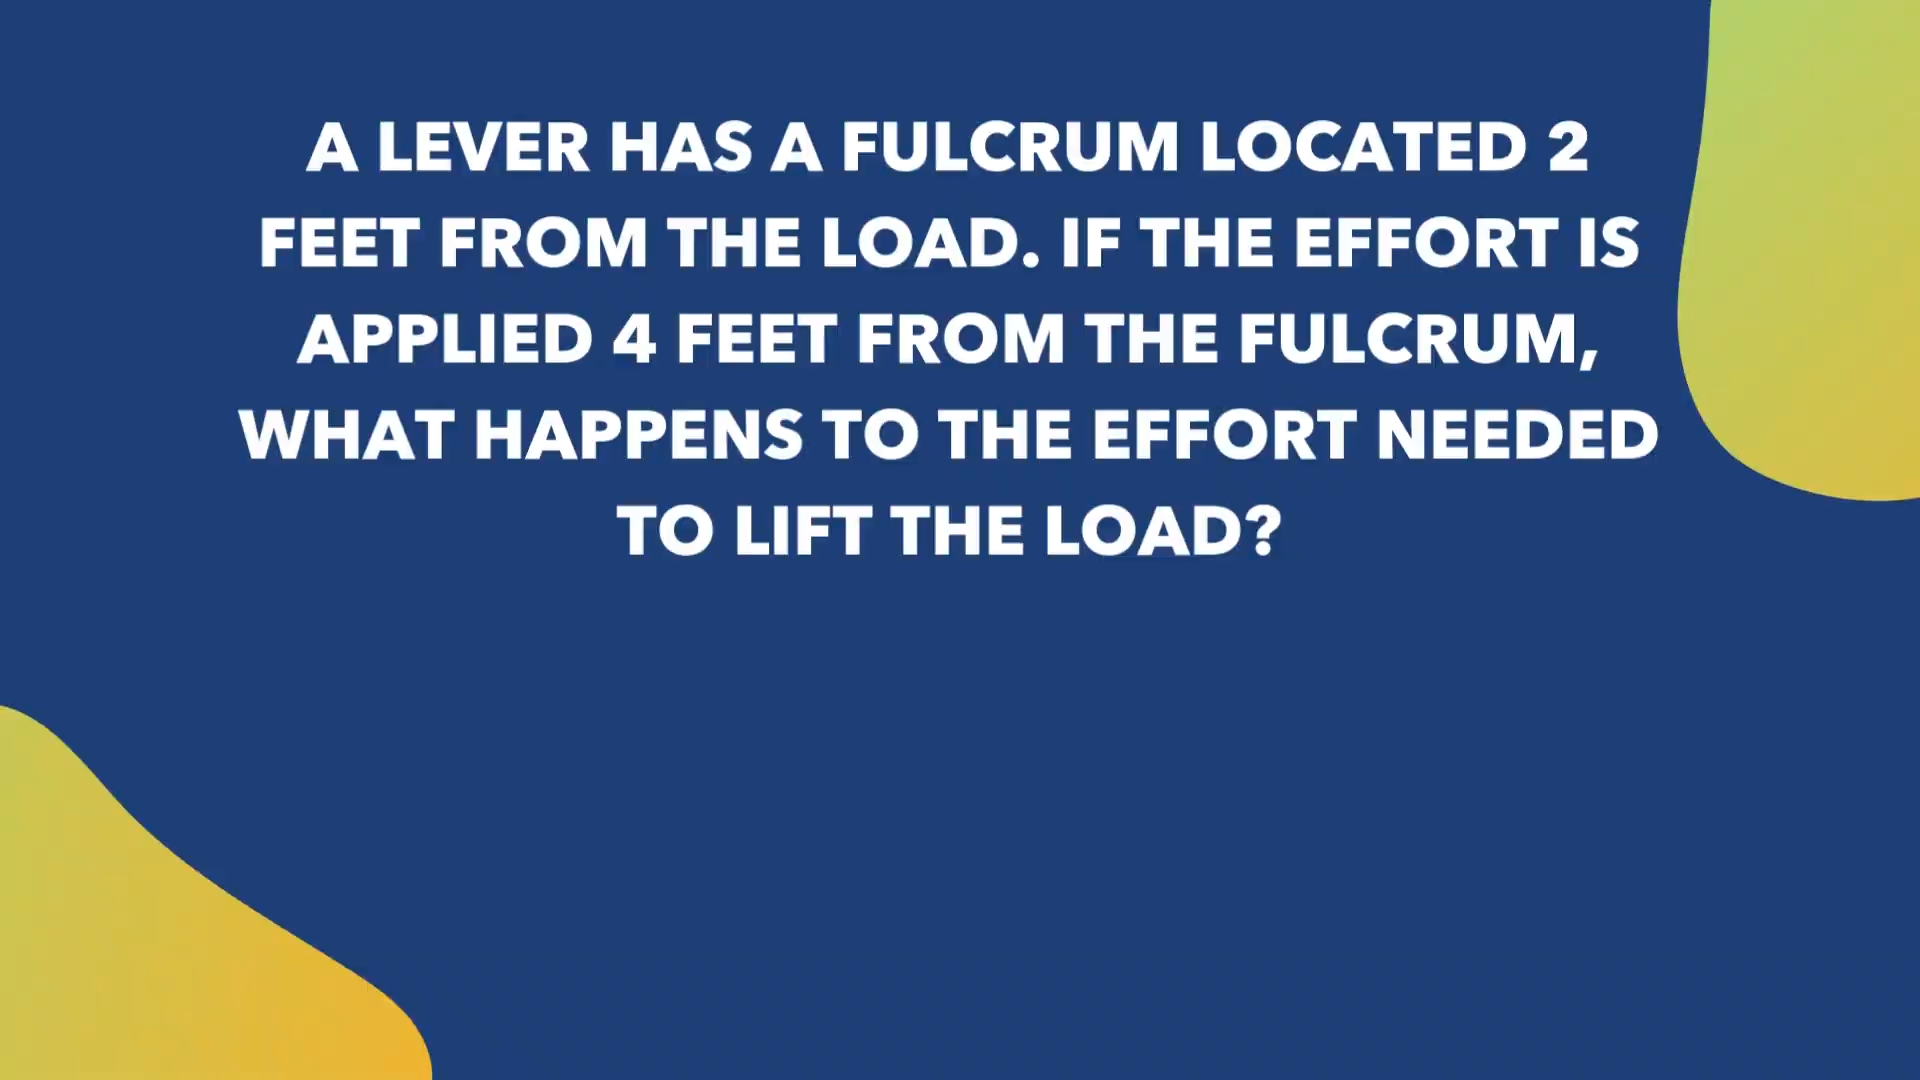 A LEVER HAS A FULCRUM LOCATED 2
FEET FROM THE LOAD. IF THE EFFORT IS
APPLIED 4 FEET FROM THE FULCRUM,
WHAT HAPPENS TO THE EFFORT NEEDED
TO LIFT THE LOAD?